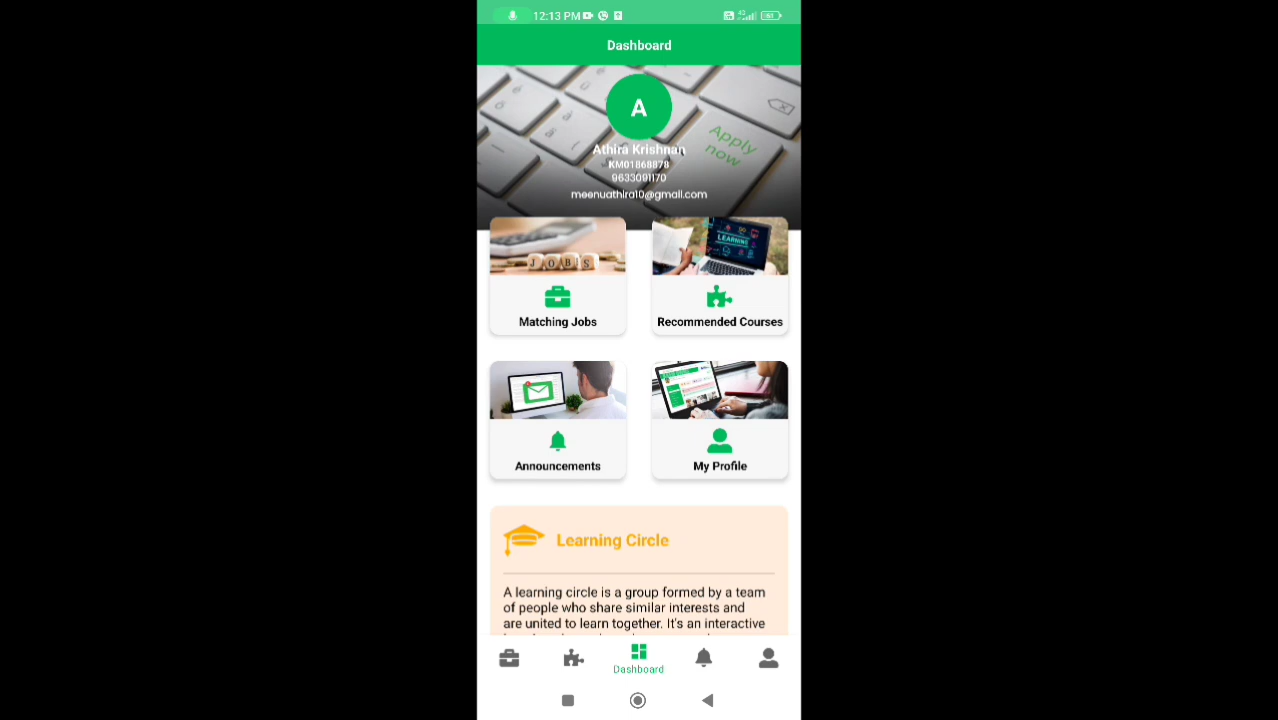 12:13 PM
4G
Dashboard
A
Apply
now
Athira Krishnan
KM01868878
9633091170
meenuathira10@gmail.com
LEARNING
JOBS
Matching Jobs
Recommended Courses
Announcements
My Profile
Learning Circle
A learning circle is a group formed by a team
of people who share similar interests and
are united to learn together. It's an interactive
Dashboard